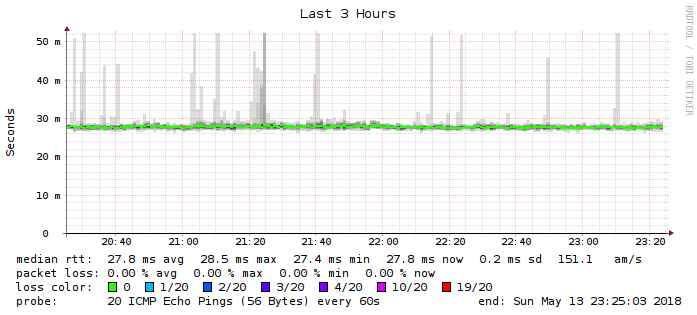 Last 3 Hours
RRDTOOL / TOBI OETIKER
Seconds
50 m
40 m
30 m
20 m
10 m
0
20:40 21:00 21:20 21:40 22:00 22:20 22:40 23:00 23:20
median rtt: 27.8 ms avg 28.5 ms max 27.4 ms min 27.8 ms now 0.2 ms sd 151.1 am/s
packet loss: 0.00 % avg 0.00 % max 0.00 % min 0.00 % now
loss color: 0 1/20 2/20 3/20 4/20 10/20 19/20
probe: 20 ICMP Echo Pings (56 Bytes) every 60s end: Sun May 13 23:25:03 2018